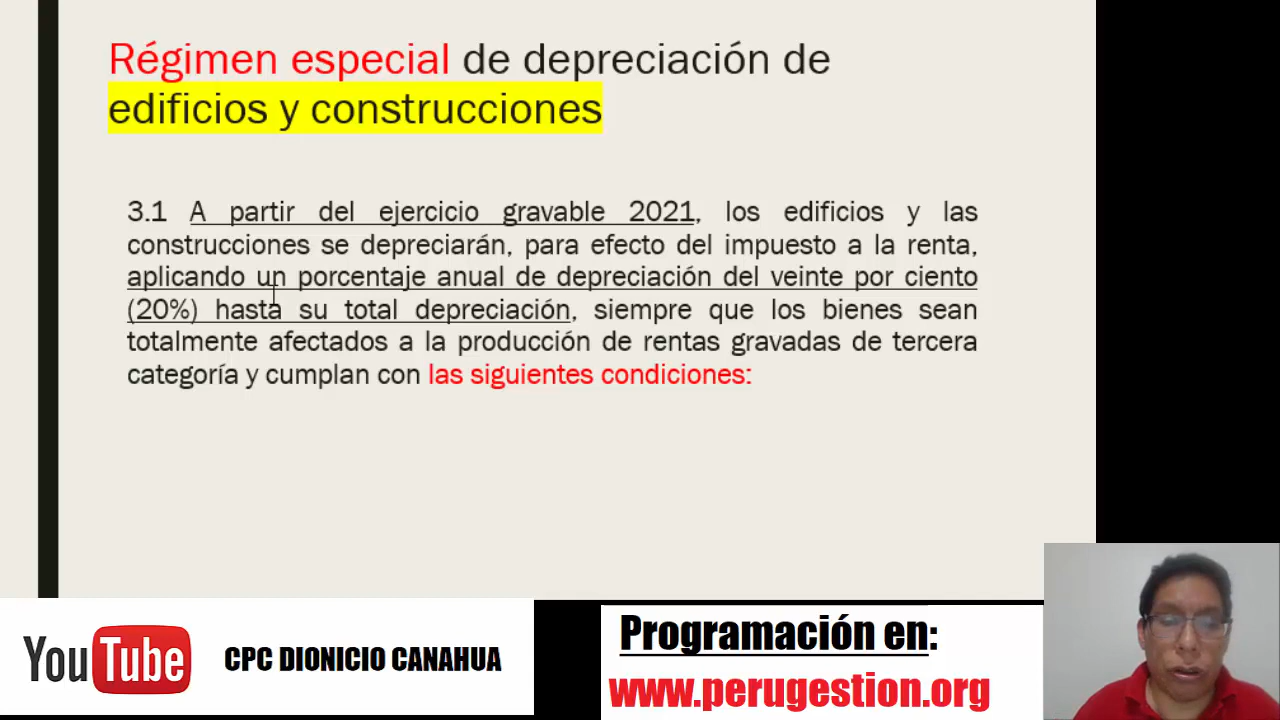 Régimen especial de depreciación de
edificios y construcciones
3.1 A partir del ejercicio gravable 2021, los edificios y las
construcciones se depreciarán, para efecto del impuesto a la renta,
aplicando un porcentaje anual de depreciación del veinte por ciento
(20%) hasta su total depreciación, siempre que los bienes sean
totalmente afectados a la producción de rentas gravadas de tercera
categoría y cumplan con las siguientes condiciones:
YouTube
CPC DIONICIO CANAHUA
Programación en:
www.perugestion.org